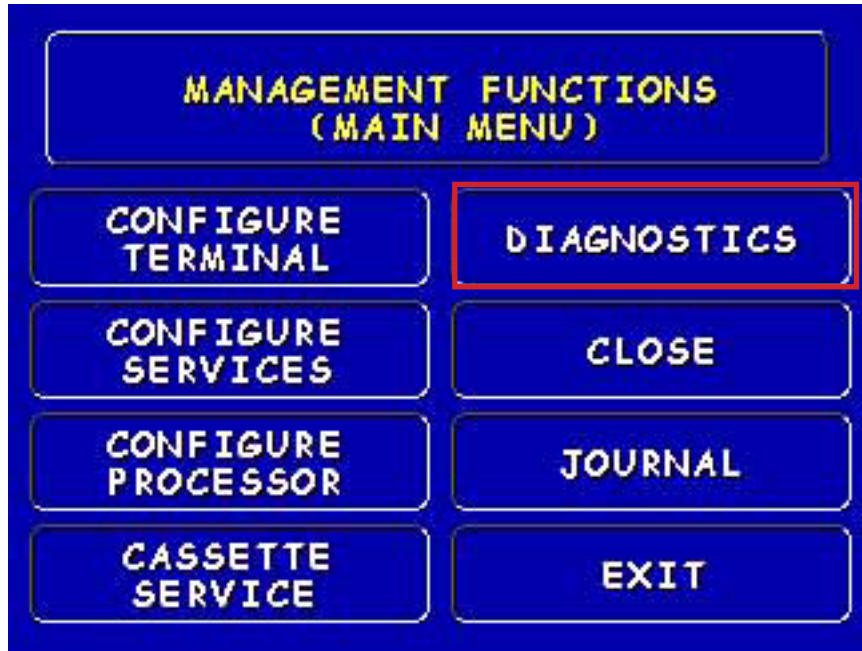 MANAGEMENT FUNCTIONS
(MAIN MENU)
CONFIGURE
TERMINAL
DIAGNOSTICS
CONFIGURE
SERVICES
CLOSE
CONFIGURE
PROCESSOR
JOURNAL
CASSETTE
SERVICE
EXIT